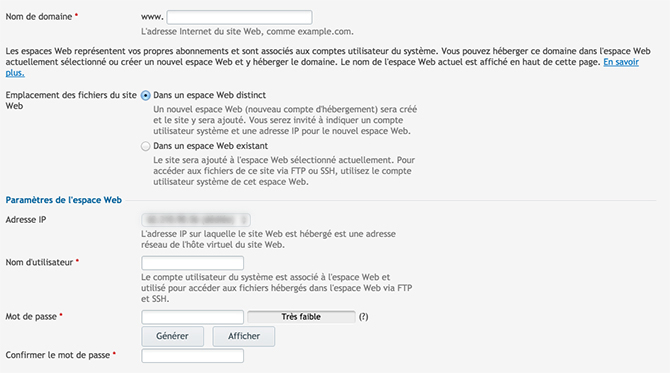 Nom de domaine * www.
L'adresse Internet du site Web, comme example.com.
Les espaces Web représentent vos propres abonnements et sont associés aux comptes utilisateur du système. Vous pouvez héberger ce domaine dans l'espace Web
actuellement sélectionné ou créer un nouvel espace Web et y héberger le domaine. Le nom de l'espace Web actuel est affiché en haut de cette page. En savoir
plus.
Emplacement des fichiers du site
Web
Dans un espace Web distinct
Un nouvel espace Web (nouveau compte d'hébergement) sera créé
et le site y sera ajouté. Vous serez invité à indiquer un compte
utilisateur système et une adresse IP pour le nouvel espace Web.
Dans un espace Web existant
Le site sera ajouté à l'espace Web sélectionné actuellement. Pour
accéder aux fichiers de ce site via FTP ou SSH, utilisez le compte
utilisateur système de cet espace Web.
Paramètres de l'espace Web
Adresse IP
L'adresse IP sur laquelle le site Web est hébergé est une adresse
réseau de l'hôte virtuel du site Web.
Nom d'utilisateur *
Le compte utilisateur du système est associé à l'espace Web et
utilisé pour accéder aux fichiers hébergés dans l'espace Web via FTP
et SSH.
Mot de passe * Très faible (?)
Générer Afficher
Confirmer le mot de passe *